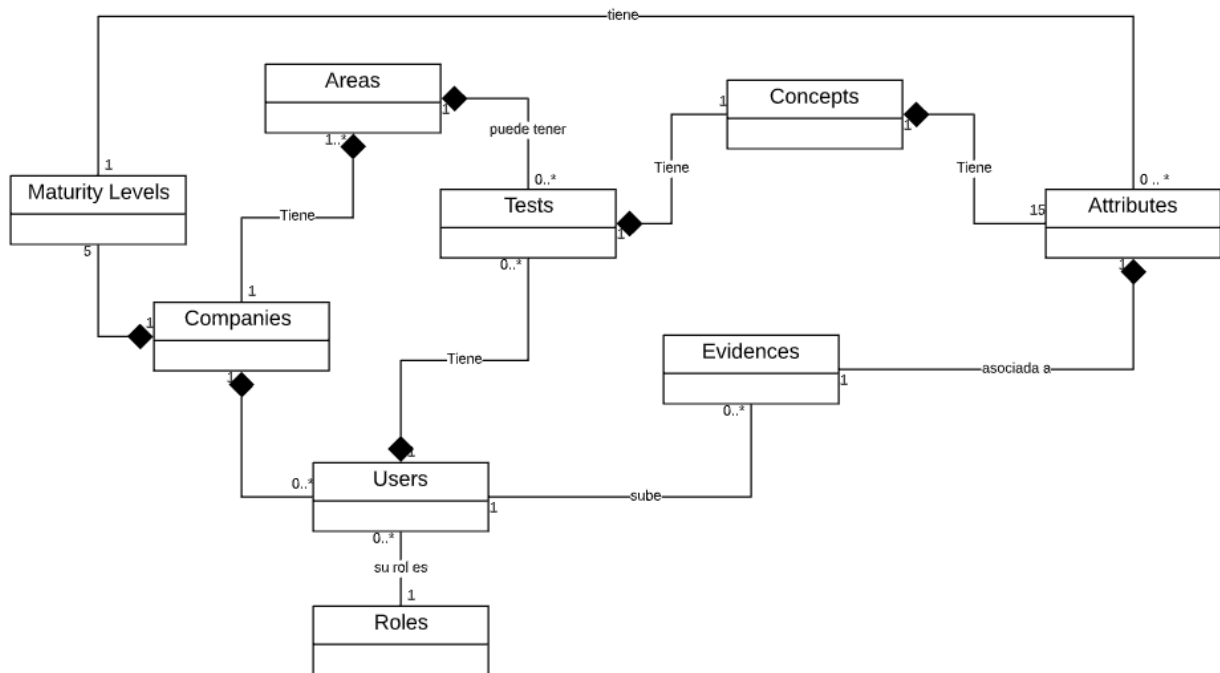 tiene
Areas
1
puede tener
0..*
1..*
Tiene
1
Concepts
1
1
Tiene
Tiene
15
1
Maturity Levels
5
Tests
1
0..*
0 .. *
Attributes
1
1
Companies
1
1
Tiene
Evidences
1
0..*
asociada a
1
0..*
Users
1
sube
0..*
su rol es
1
Roles